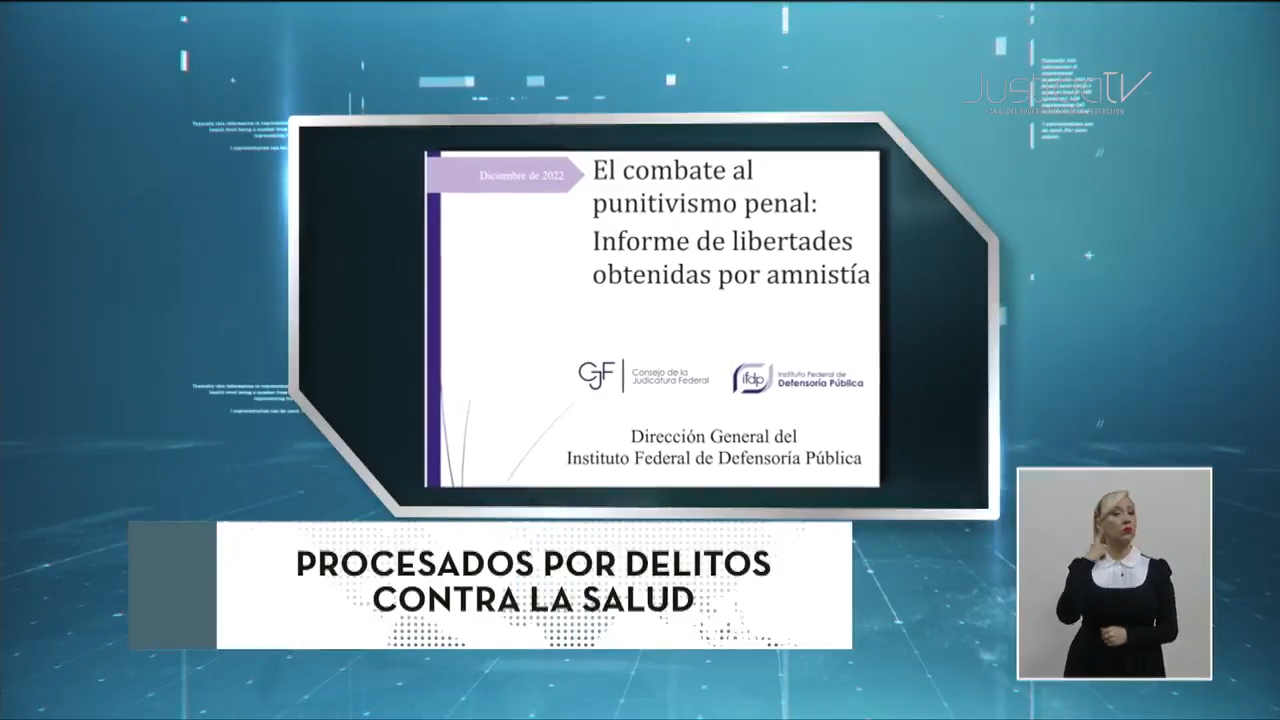 JusticiaTV
Diciembre de 2022
El combate al
punitivismo penal:
Informe de libertades
obtenidas por amnistía
CJF
Consejo de la
Judicatura Federal
ifdp
Instituto Federal de
Defensoría Pública
Dirección General del
Instituto Federal de Defensoría Pública
PROCESADOS POR DELITOS
CONTRA LA SALUD